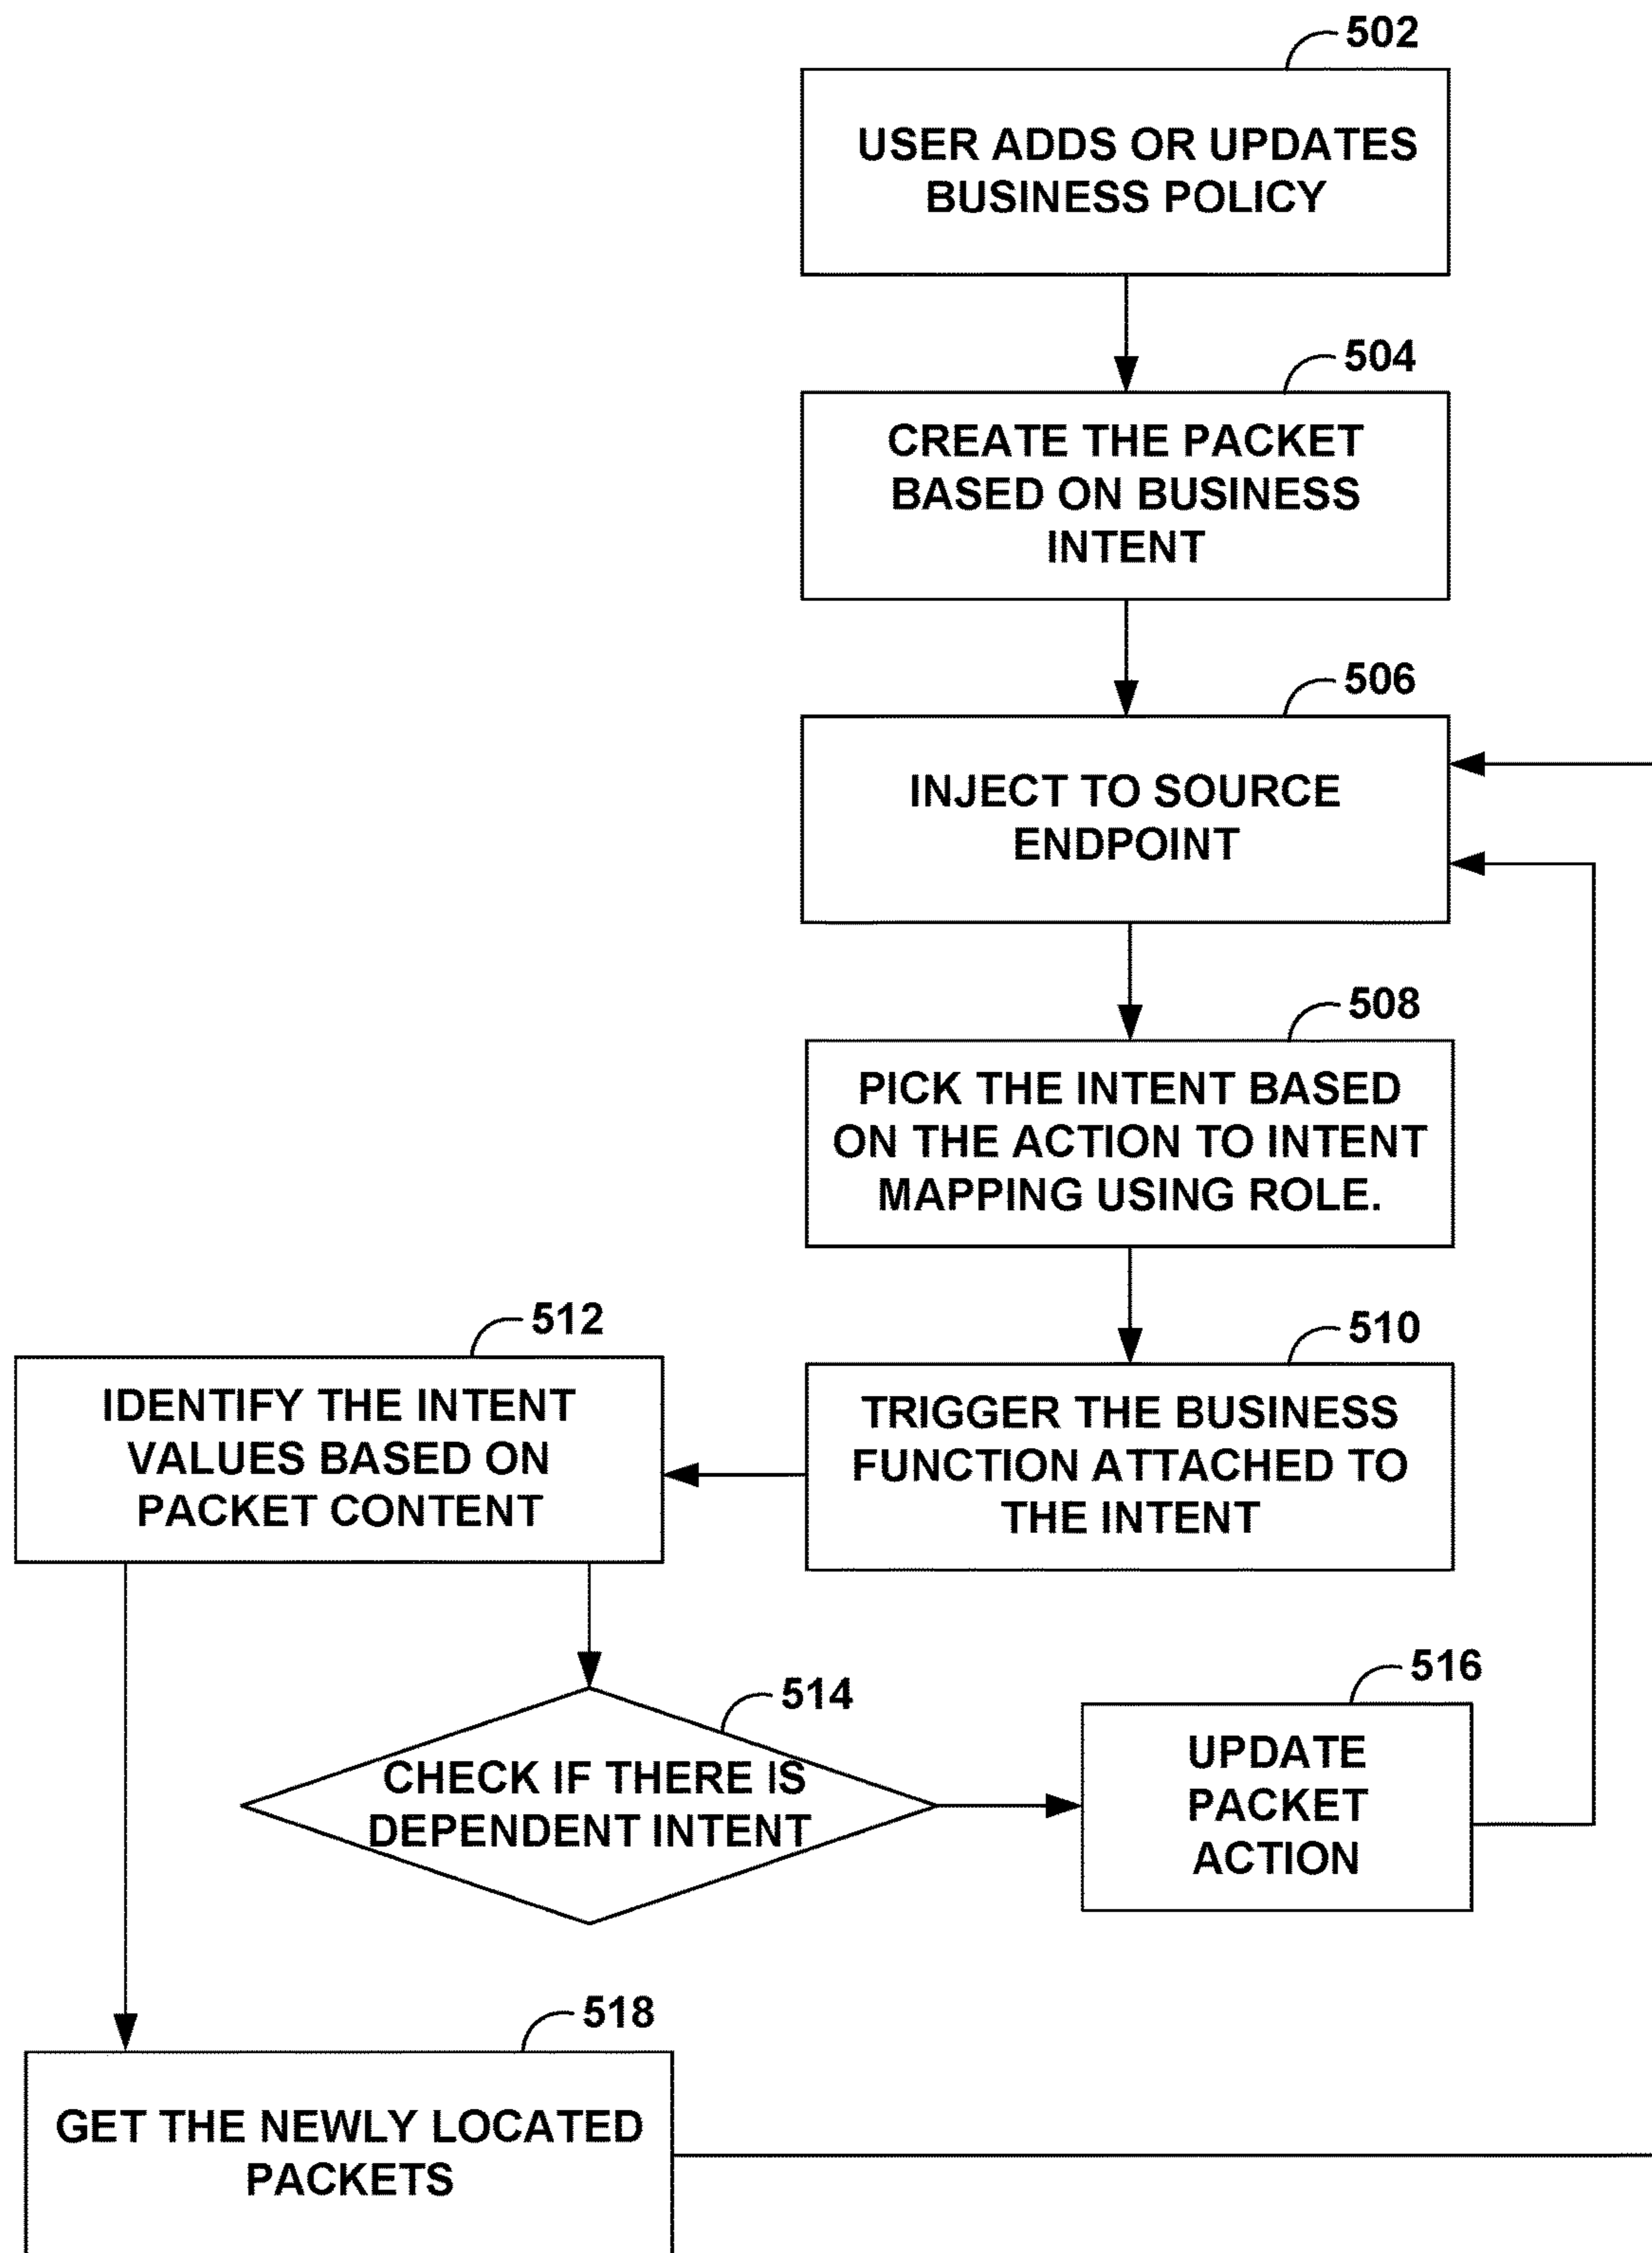 502
USER ADDS OR UPDATES
BUSINESS POLICY
504
CREATE THE PACKET
BASED ON BUSINESS
INTENT
506
INJECT TO SOURCE
ENDPOINT
508
PICK THE INTENT BASED
ON THE ACTION TO INTENT
MAPPING USING ROLE.
510
TRIGGER THE BUSINESS
FUNCTION ATTACHED TO
THE INTENT
512
IDENTIFY THE INTENT
VALUES BASED ON
PACKET CONTENT
514
CHECK IF THERE IS
DEPENDENT INTENT
516
UPDATE
PACKET
ACTION
518
GET THE NEWLY LOCATED
PACKETS